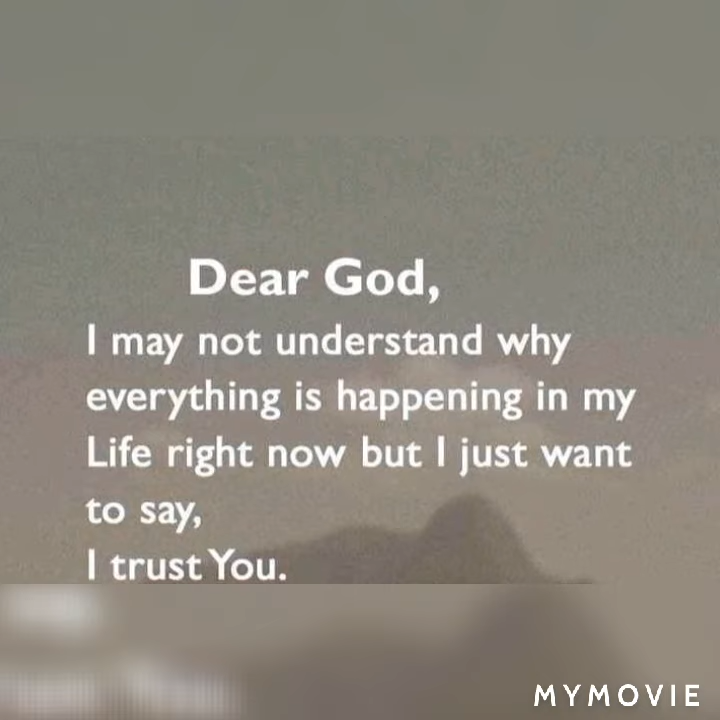 Dear God,
I may not understand why
everything is happening in my
Life right now but I just want
to say,
I trust You.
MYMOVIE